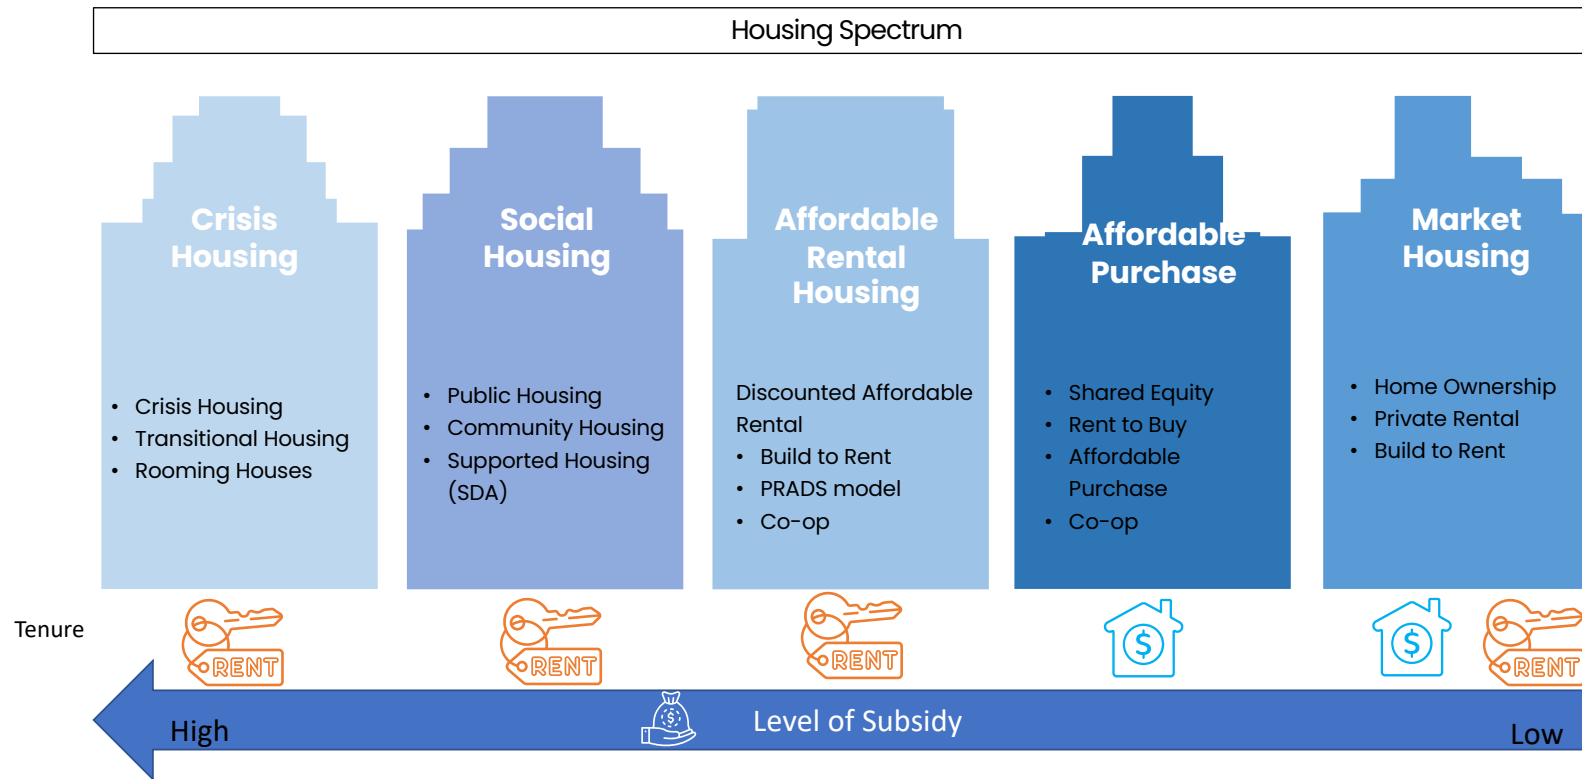 Housing Spectrum
Crisis
Housing
• Crisis Housing
• Transitional Housing
• Rooming Houses
Social
Housing
• Public Housing
• Community Housing
• Supported Housing
(SDA)
Affordable
Rental
Housing
Discounted Affordable
Rental
• Build to Rent
• PRADS model
• Co-op
Affordable
Purchase
• Shared Equity
• Rent to Buy
• Affordable
Purchase
• Co-op
Market
Housing
• Home Ownership
• Private Rental
• Build to Rent
Tenure
RENT
RENT
RENT
$
$
RENT
High
$
Level of Subsidy
Low